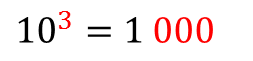 10³ = 1 000